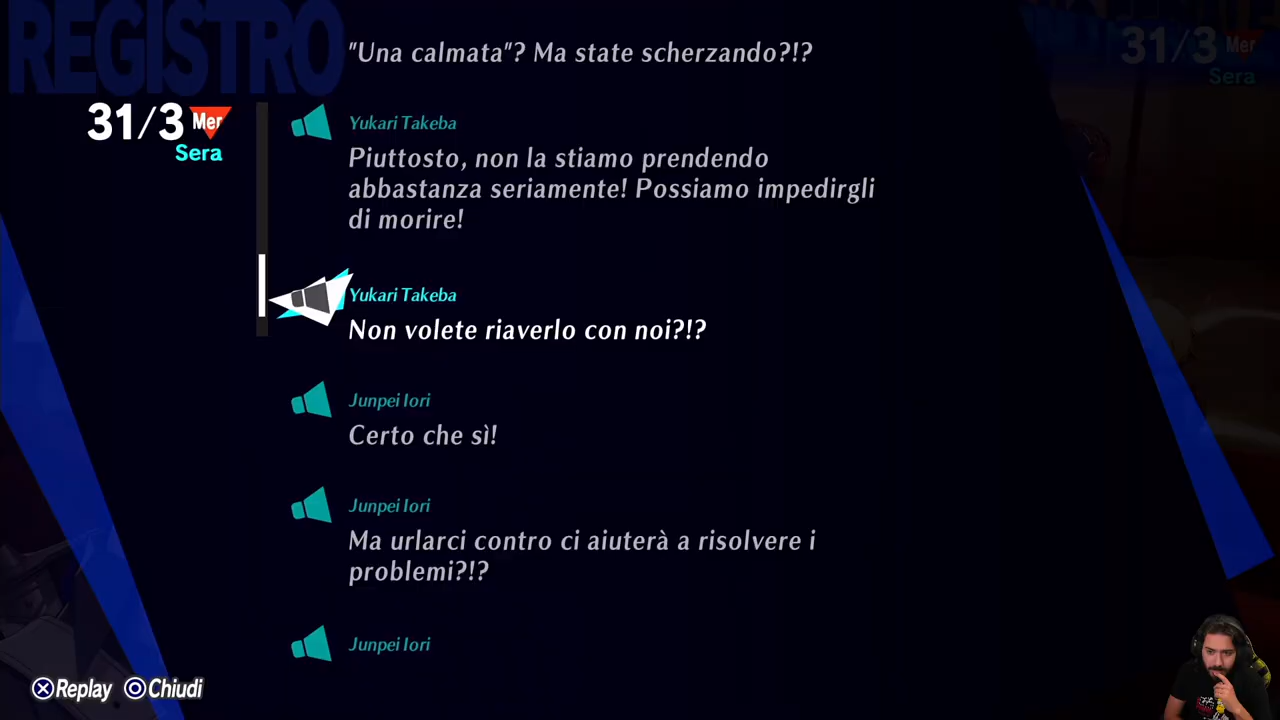 REGISTRO
"Una calmata"? Ma state scherzando?!?
31/3 Mer
Sera
31/3 Mer
Sera
Yukari Takeba
Piuttosto, non la stiamo prendendo
abbastanza seriamente! Possiamo impedirgli
di morire!
Yukari Takeba
Non volete riaverlo con noi?!?
Junpei Iori
Certo che sì!
Junpei Iori
Ma urlarci contro ci aiuterà a risolvere i
problemi?!?
Junpei Iori
Replay Chiudi